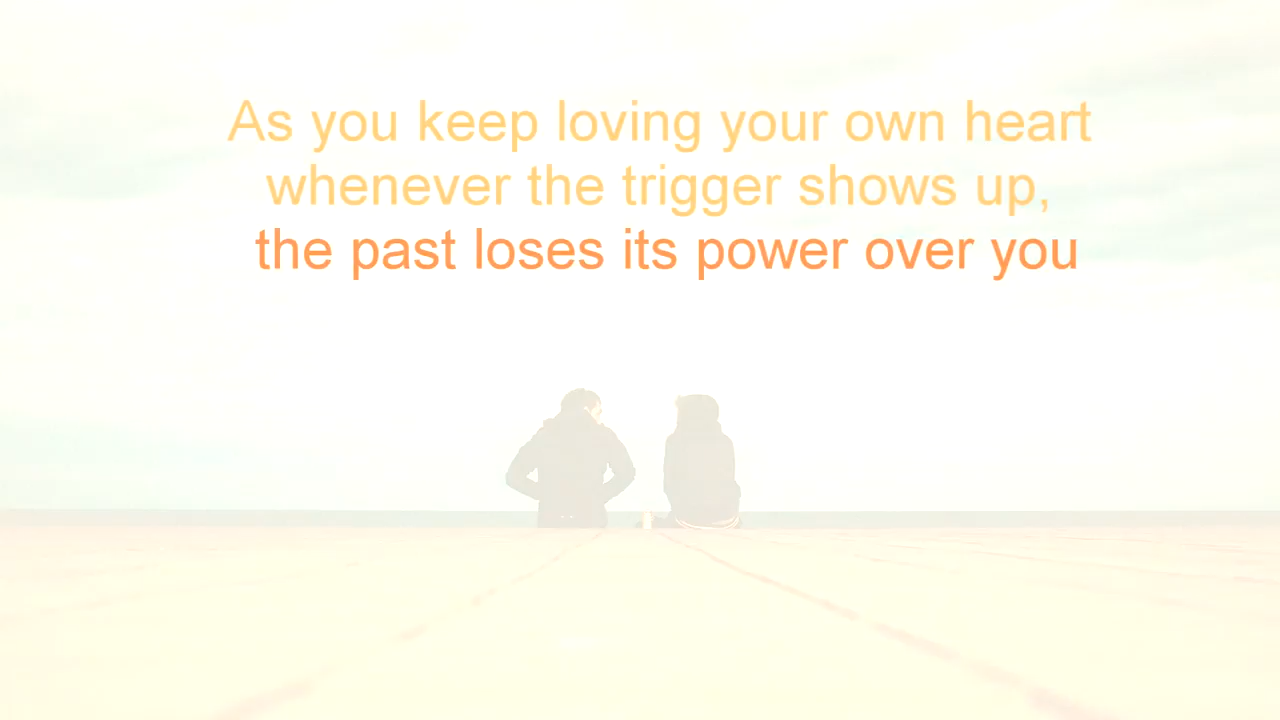 As you keep loving your own heart
whenever the trigger shows up,
the past loses its power over you